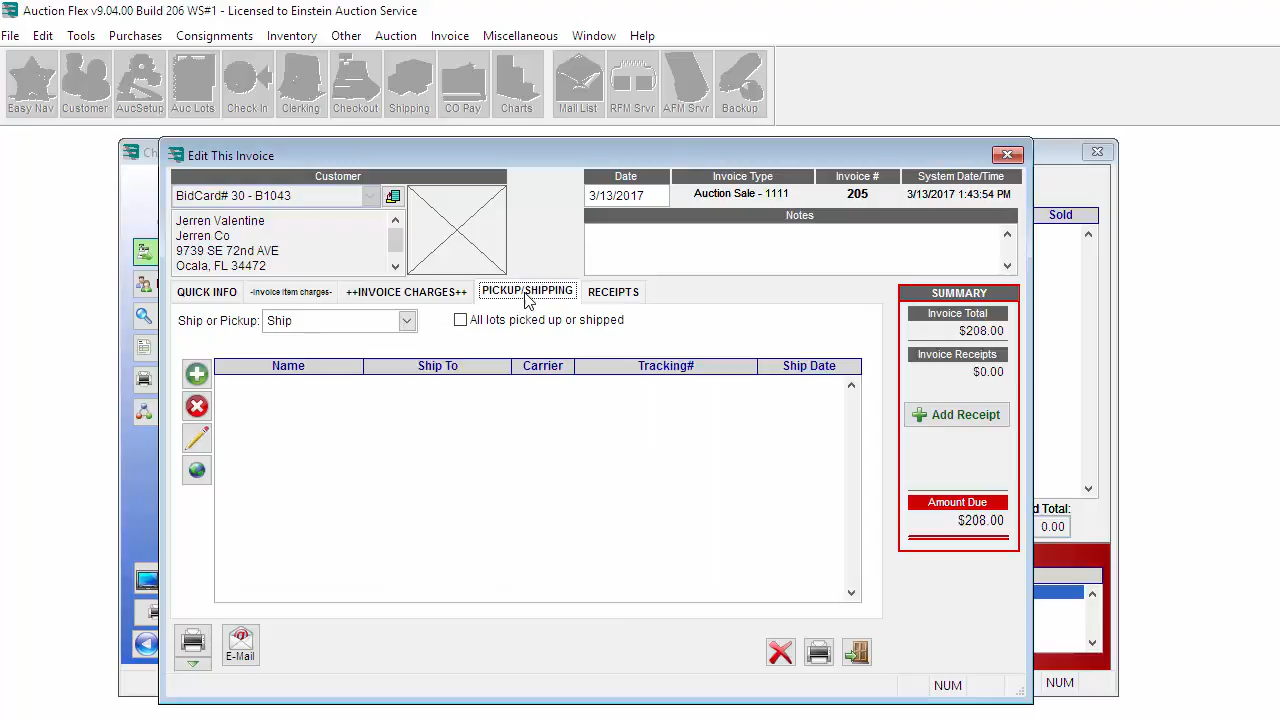 Auction Flex v9.04.00 Build 206 WS#1 - Licensed to Einstein Auction Service
File Edit Tools Purchases Consignments Inventory Other Auction Invoice Miscellaneous Window Help
Easy Nav Customer AucSetup Auc Lots Check In Clerking Checkout Shipping CO Pay Charts Mail List RFM Srvr AFM Srvr Backup
Edit This Invoice
Customer Date Invoice Type Invoice # System Date/Time
BidCard# 30 - B1043 3/13/2017 Auction Sale - 1111 205 3/13/2017 1:43:54 PM
Jerren Valentine
Jerren Co
9739 SE 72nd AVE
Ocala, FL 34472
Notes
Sold
QUICK INFO -Invoice item charges- ++INVOICE CHARGES++ PICKUP/SHIPPING RECEIPTS
Ship or Pickup: Ship All lots picked up or shipped
Name Ship To Carrier Tracking# Ship Date
SUMMARY
Invoice Total
$208.00
Invoice Receipts
$0.00
Add Receipt
Amount Due
$208.00
d Total:
0.00
E-Mail
NUM
NUM